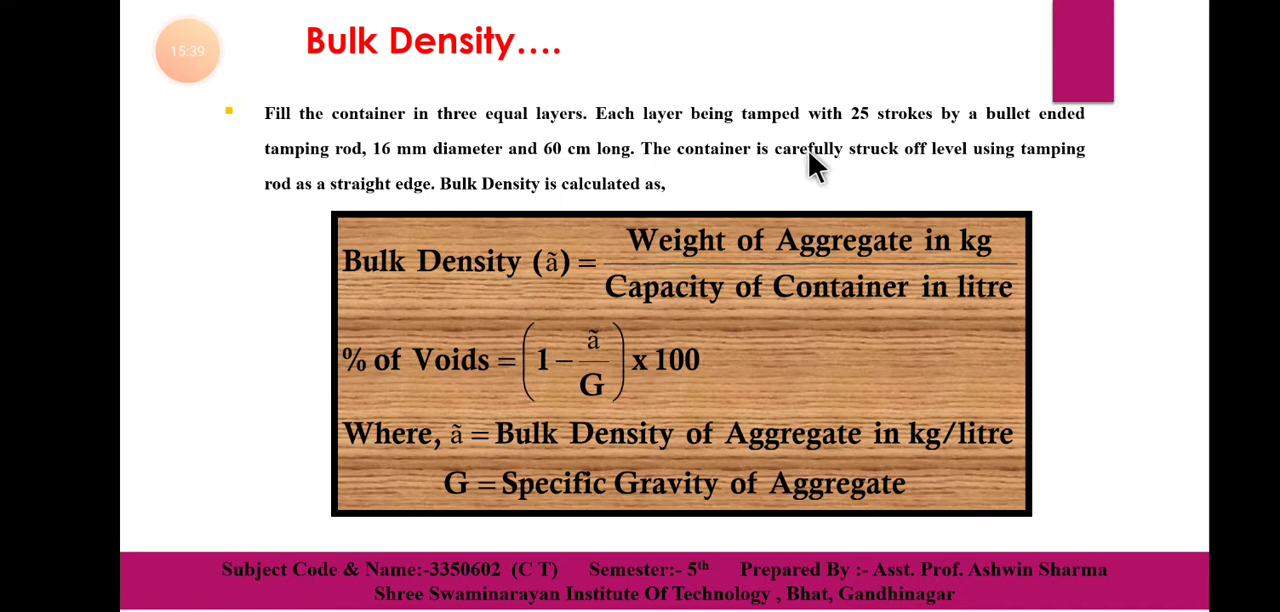 15:39
Bulk Density….
Fill the container in three equal layers. Each layer being tamped with 25 strokes by a bullet ended
tamping rod, 16 mm diameter and 60 cm long. The container is carefully struck off level using tamping
rod as a straight edge. Bulk Density is calculated as,
Bulk Density (ã) = Weight of Aggregate in kg / Capacity of Container in litre
% of Voids = (1 − ã / G) x 100
Where, ã = Bulk Density of Aggregate in kg/litre
G = Specific Gravity of Aggregate
Subject Code & Name:-3350602 (C T) Semester:- 5th Prepared By :- Asst. Prof. Ashwin Sharma
Shree Swaminarayan Institute Of Technology , Bhat, Gandhinagar